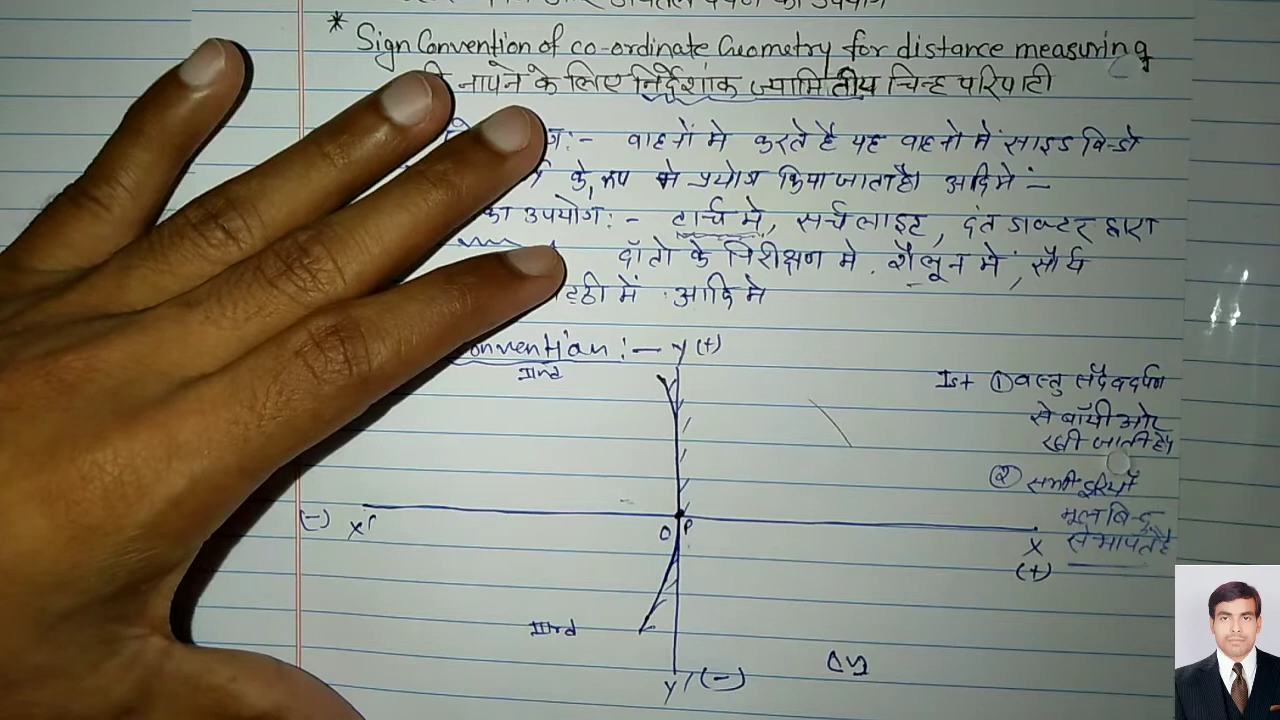 * Sign Convention of co-ordinate Geometry for distance measuring
नापने के लिए निर्देशांक ज्यामितीय चिन्ह परिपाटी
:- वाहनों मे करते है यह वाहनो में साइड विन्डो
के रूप मे प्रयोग किया जाता है। आदि में :-
का उपयोग :- टार्च मे, सर्चलाइट, दंत डाक्टर द्वारा
दाँतो के निरीक्षण मे, शैलून में, सौर्य
में आदि मे
Convention :- Y (+)
IInd
Ist ① वस्तु सदैव दर्पण
से बाँयी ओर
रखी जाती है।
② सभी दूरियाँ
मूल बिन्दु
से मापते है
(-) X'
O P
X
(+)
IIIrd
Y' (-)